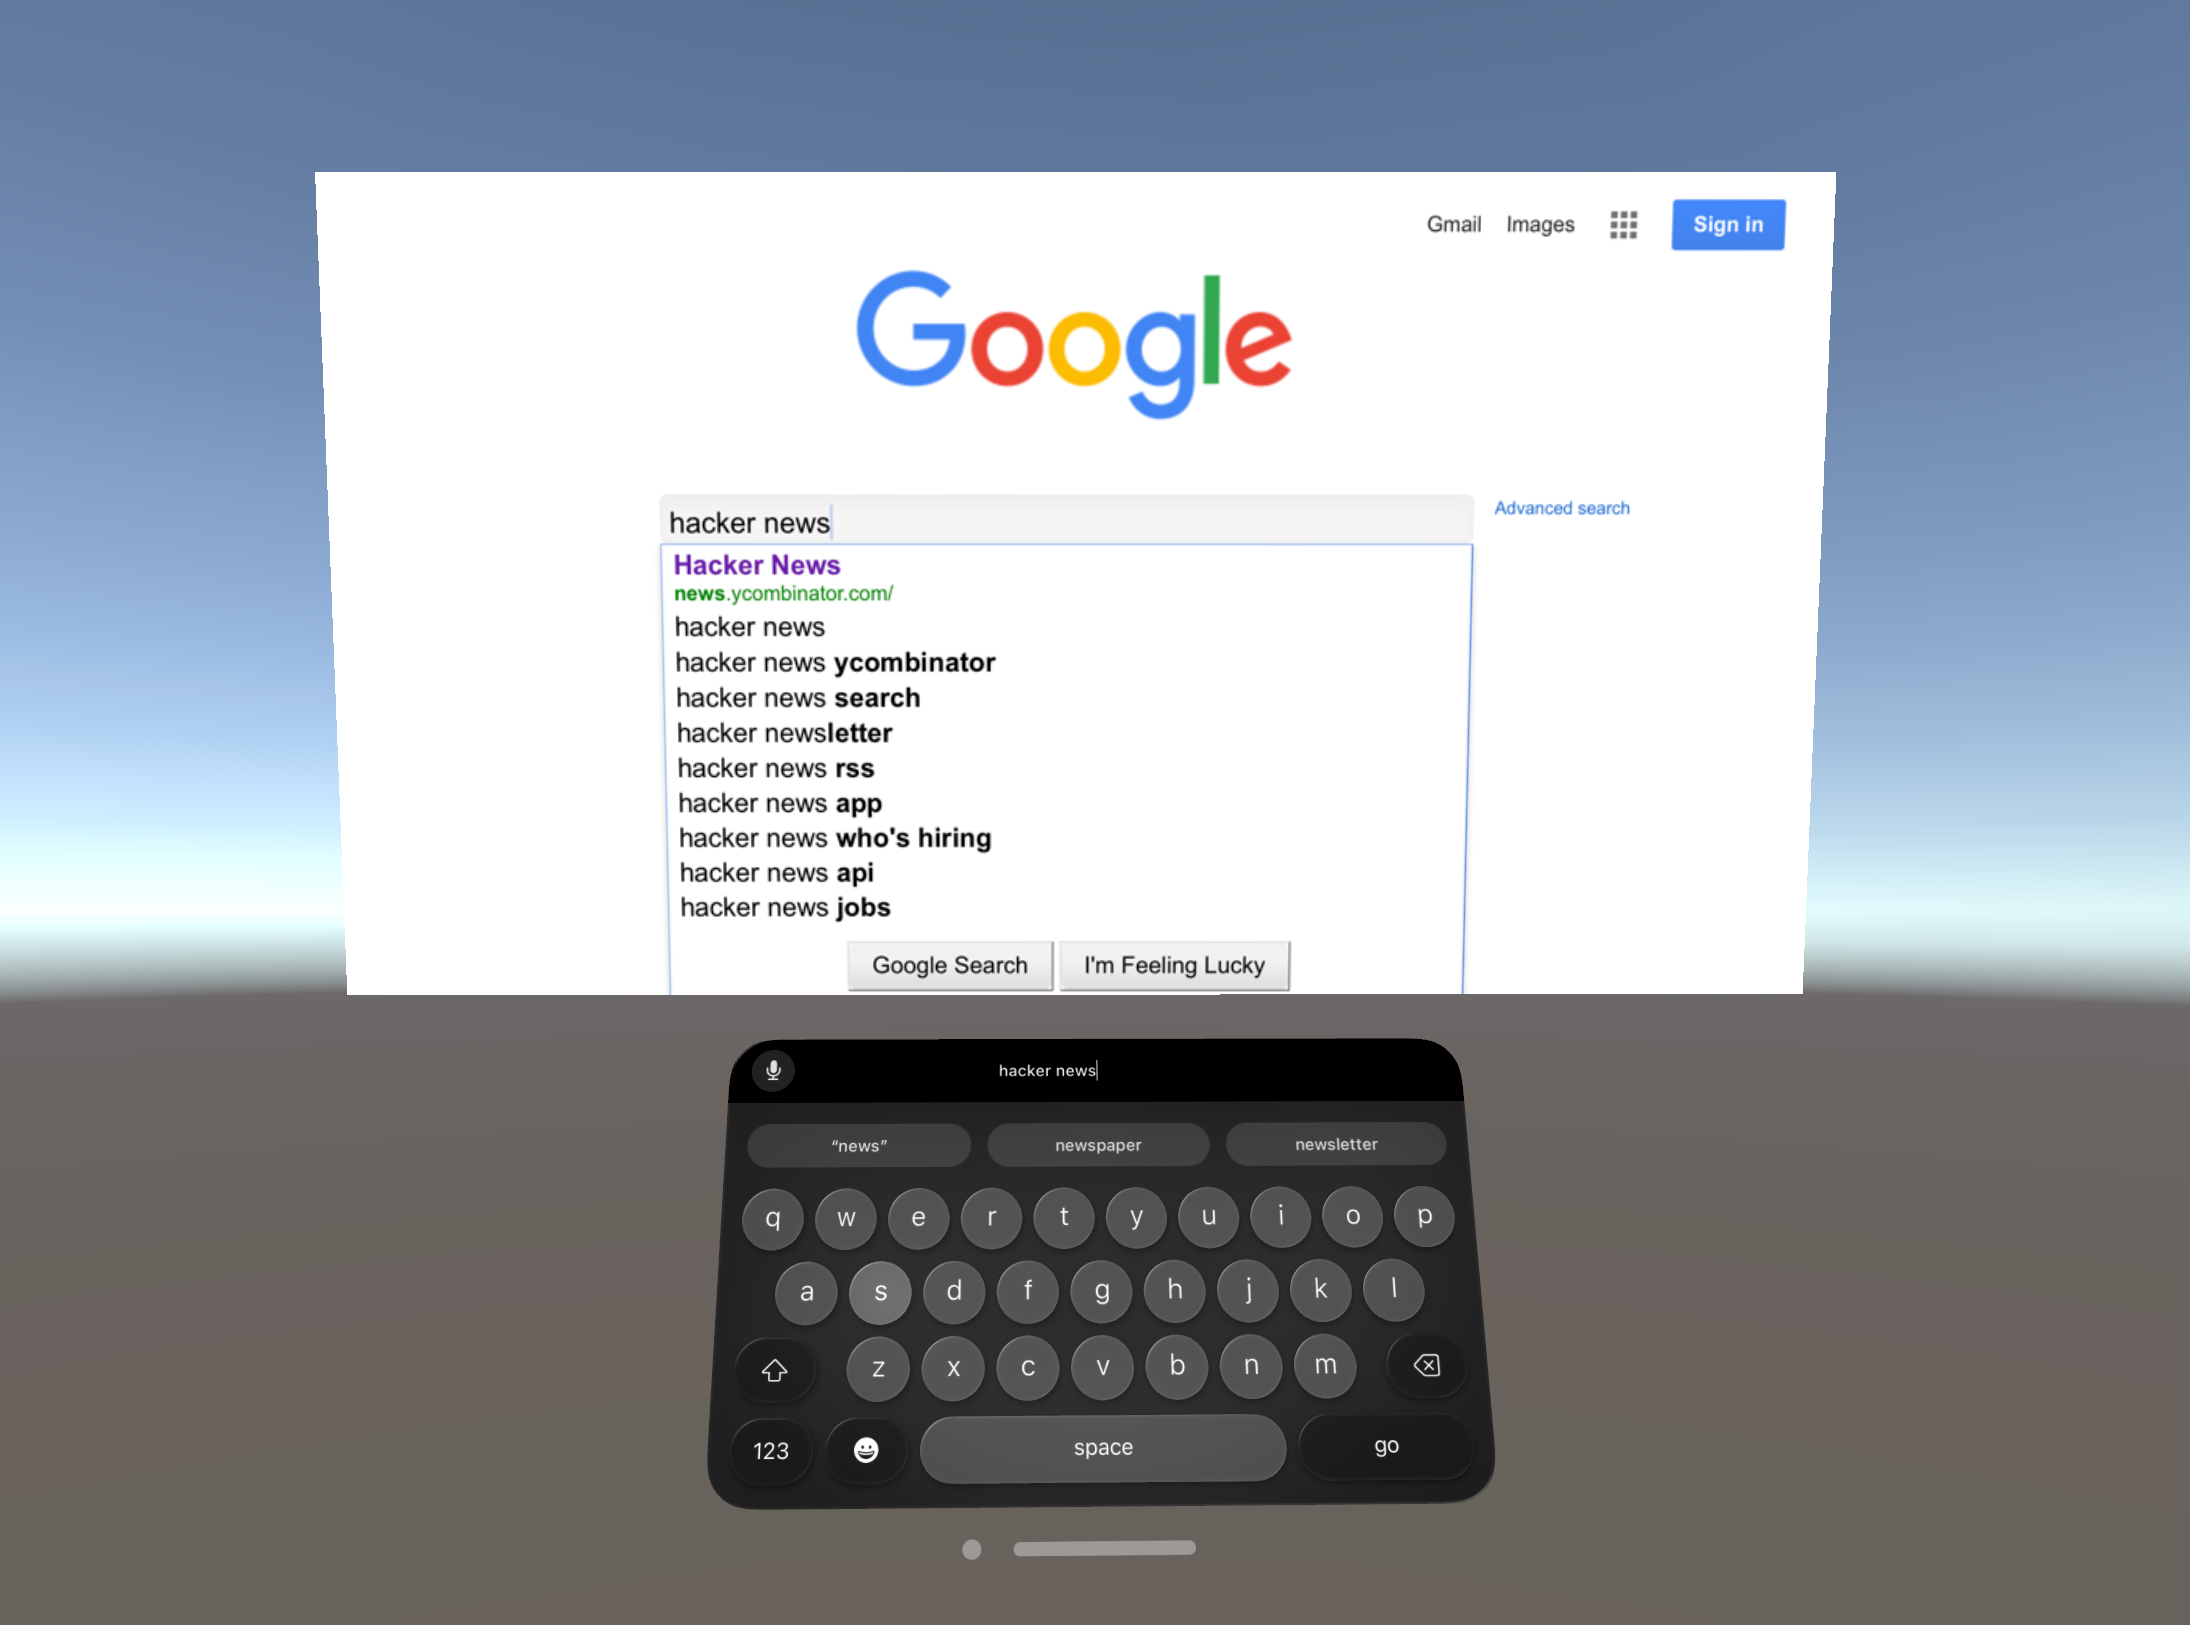 Gmail Images Sign in
Google
hacker news
Advanced search
Hacker News
news.ycombinator.com/
hacker news
hacker news ycombinator
hacker news search
hacker newsletter
hacker news rss
hacker news app
hacker news who's hiring
hacker news api
hacker news jobs
Google Search I'm Feeling Lucky
hacker news
“news” newspaper newsletter
q w e r t y u i o p
a s d f g h j k l
z x c v b n m
123 space go